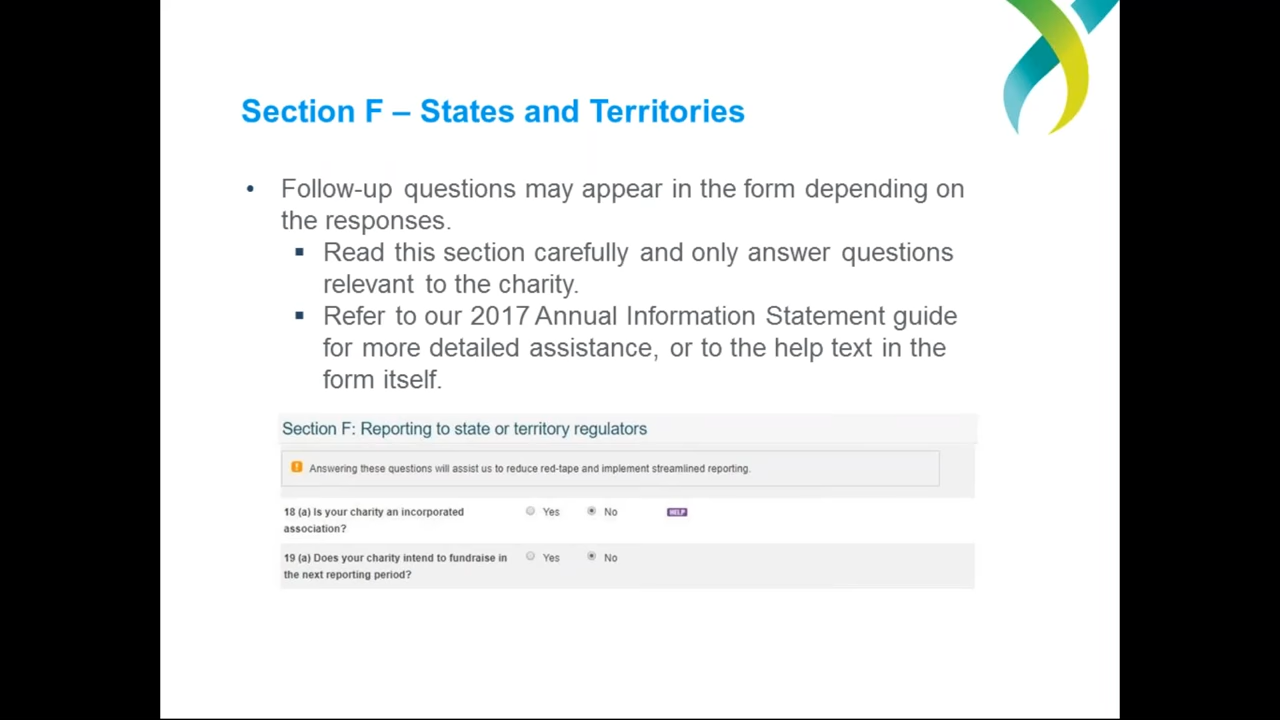 Section F – States and Territories
• Follow-up questions may appear in the form depending on
the responses.
▪ Read this section carefully and only answer questions
relevant to the charity.
▪ Refer to our 2017 Annual Information Statement guide
for more detailed assistance, or to the help text in the
form itself.
Section F: Reporting to state or territory regulators
! Answering these questions will assist us to reduce red-tape and implement streamlined reporting.
18 (a) Is your charity an incorporated Yes No HELP
association?
19 (a) Does your charity intend to fundraise in Yes No
the next reporting period?